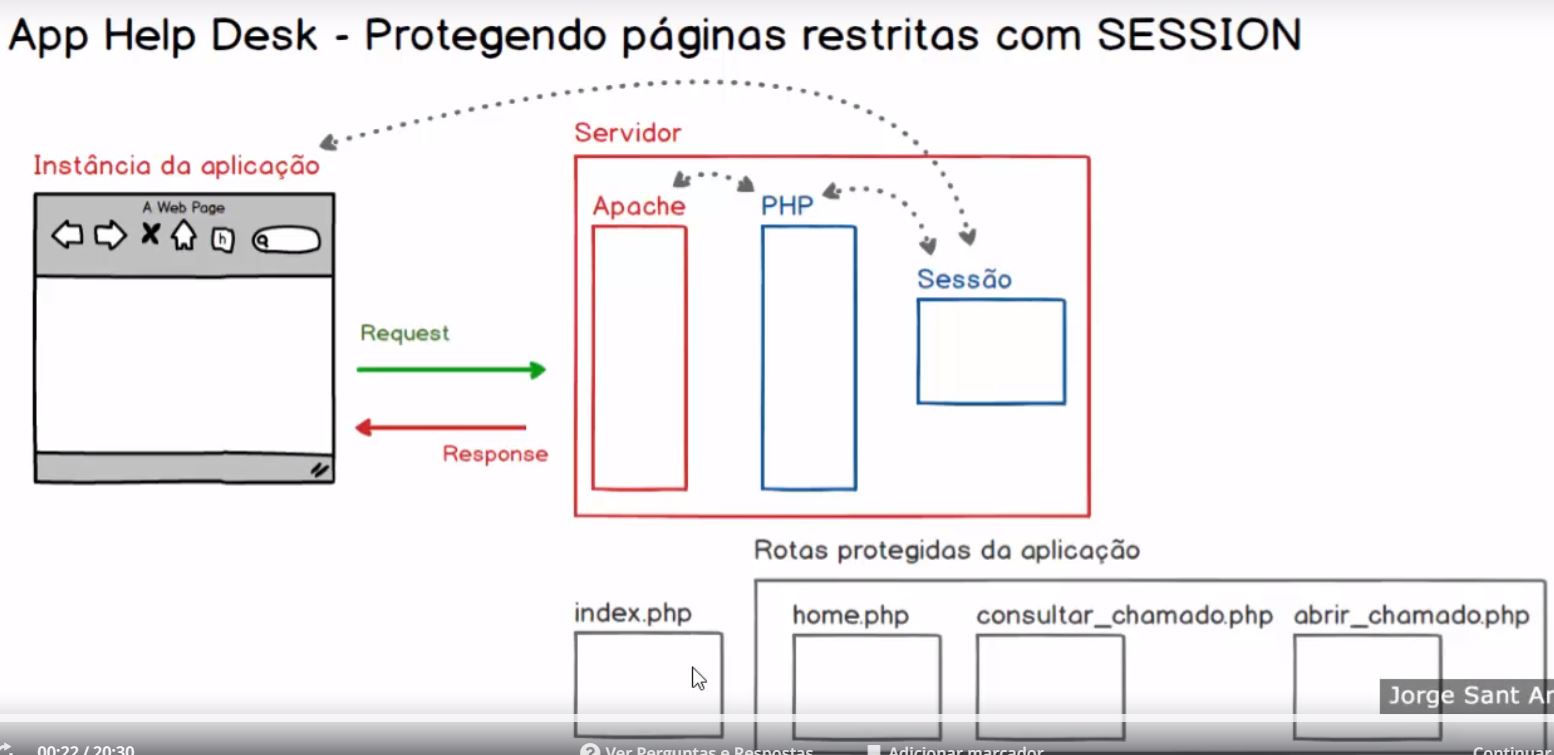 App Help Desk - Protegendo páginas restritas com SESSION
Servidor
Instância da aplicação
A Web Page
h
Apache
PHP
Sessão
Request
Response
Rotas protegidas da aplicação
index.php
home.php
consultar_chamado.php
abrir_chamado.php
Jorge Sant
00:22 / 20:30
? Ver Perguntas e Respostas
Adicionar marcador